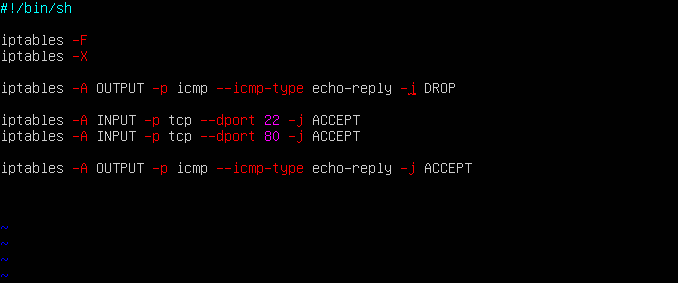 #!/bin/sh
iptables -F
iptables -X
iptables -A OUTPUT -p icmp --icmp-type echo-reply -j DROP
iptables -A INPUT -p tcp --dport 22 -j ACCEPT
iptables -A INPUT -p tcp --dport 80 -j ACCEPT
iptables -A OUTPUT -p icmp --icmp-type echo-reply -j ACCEPT
~
~
~
~